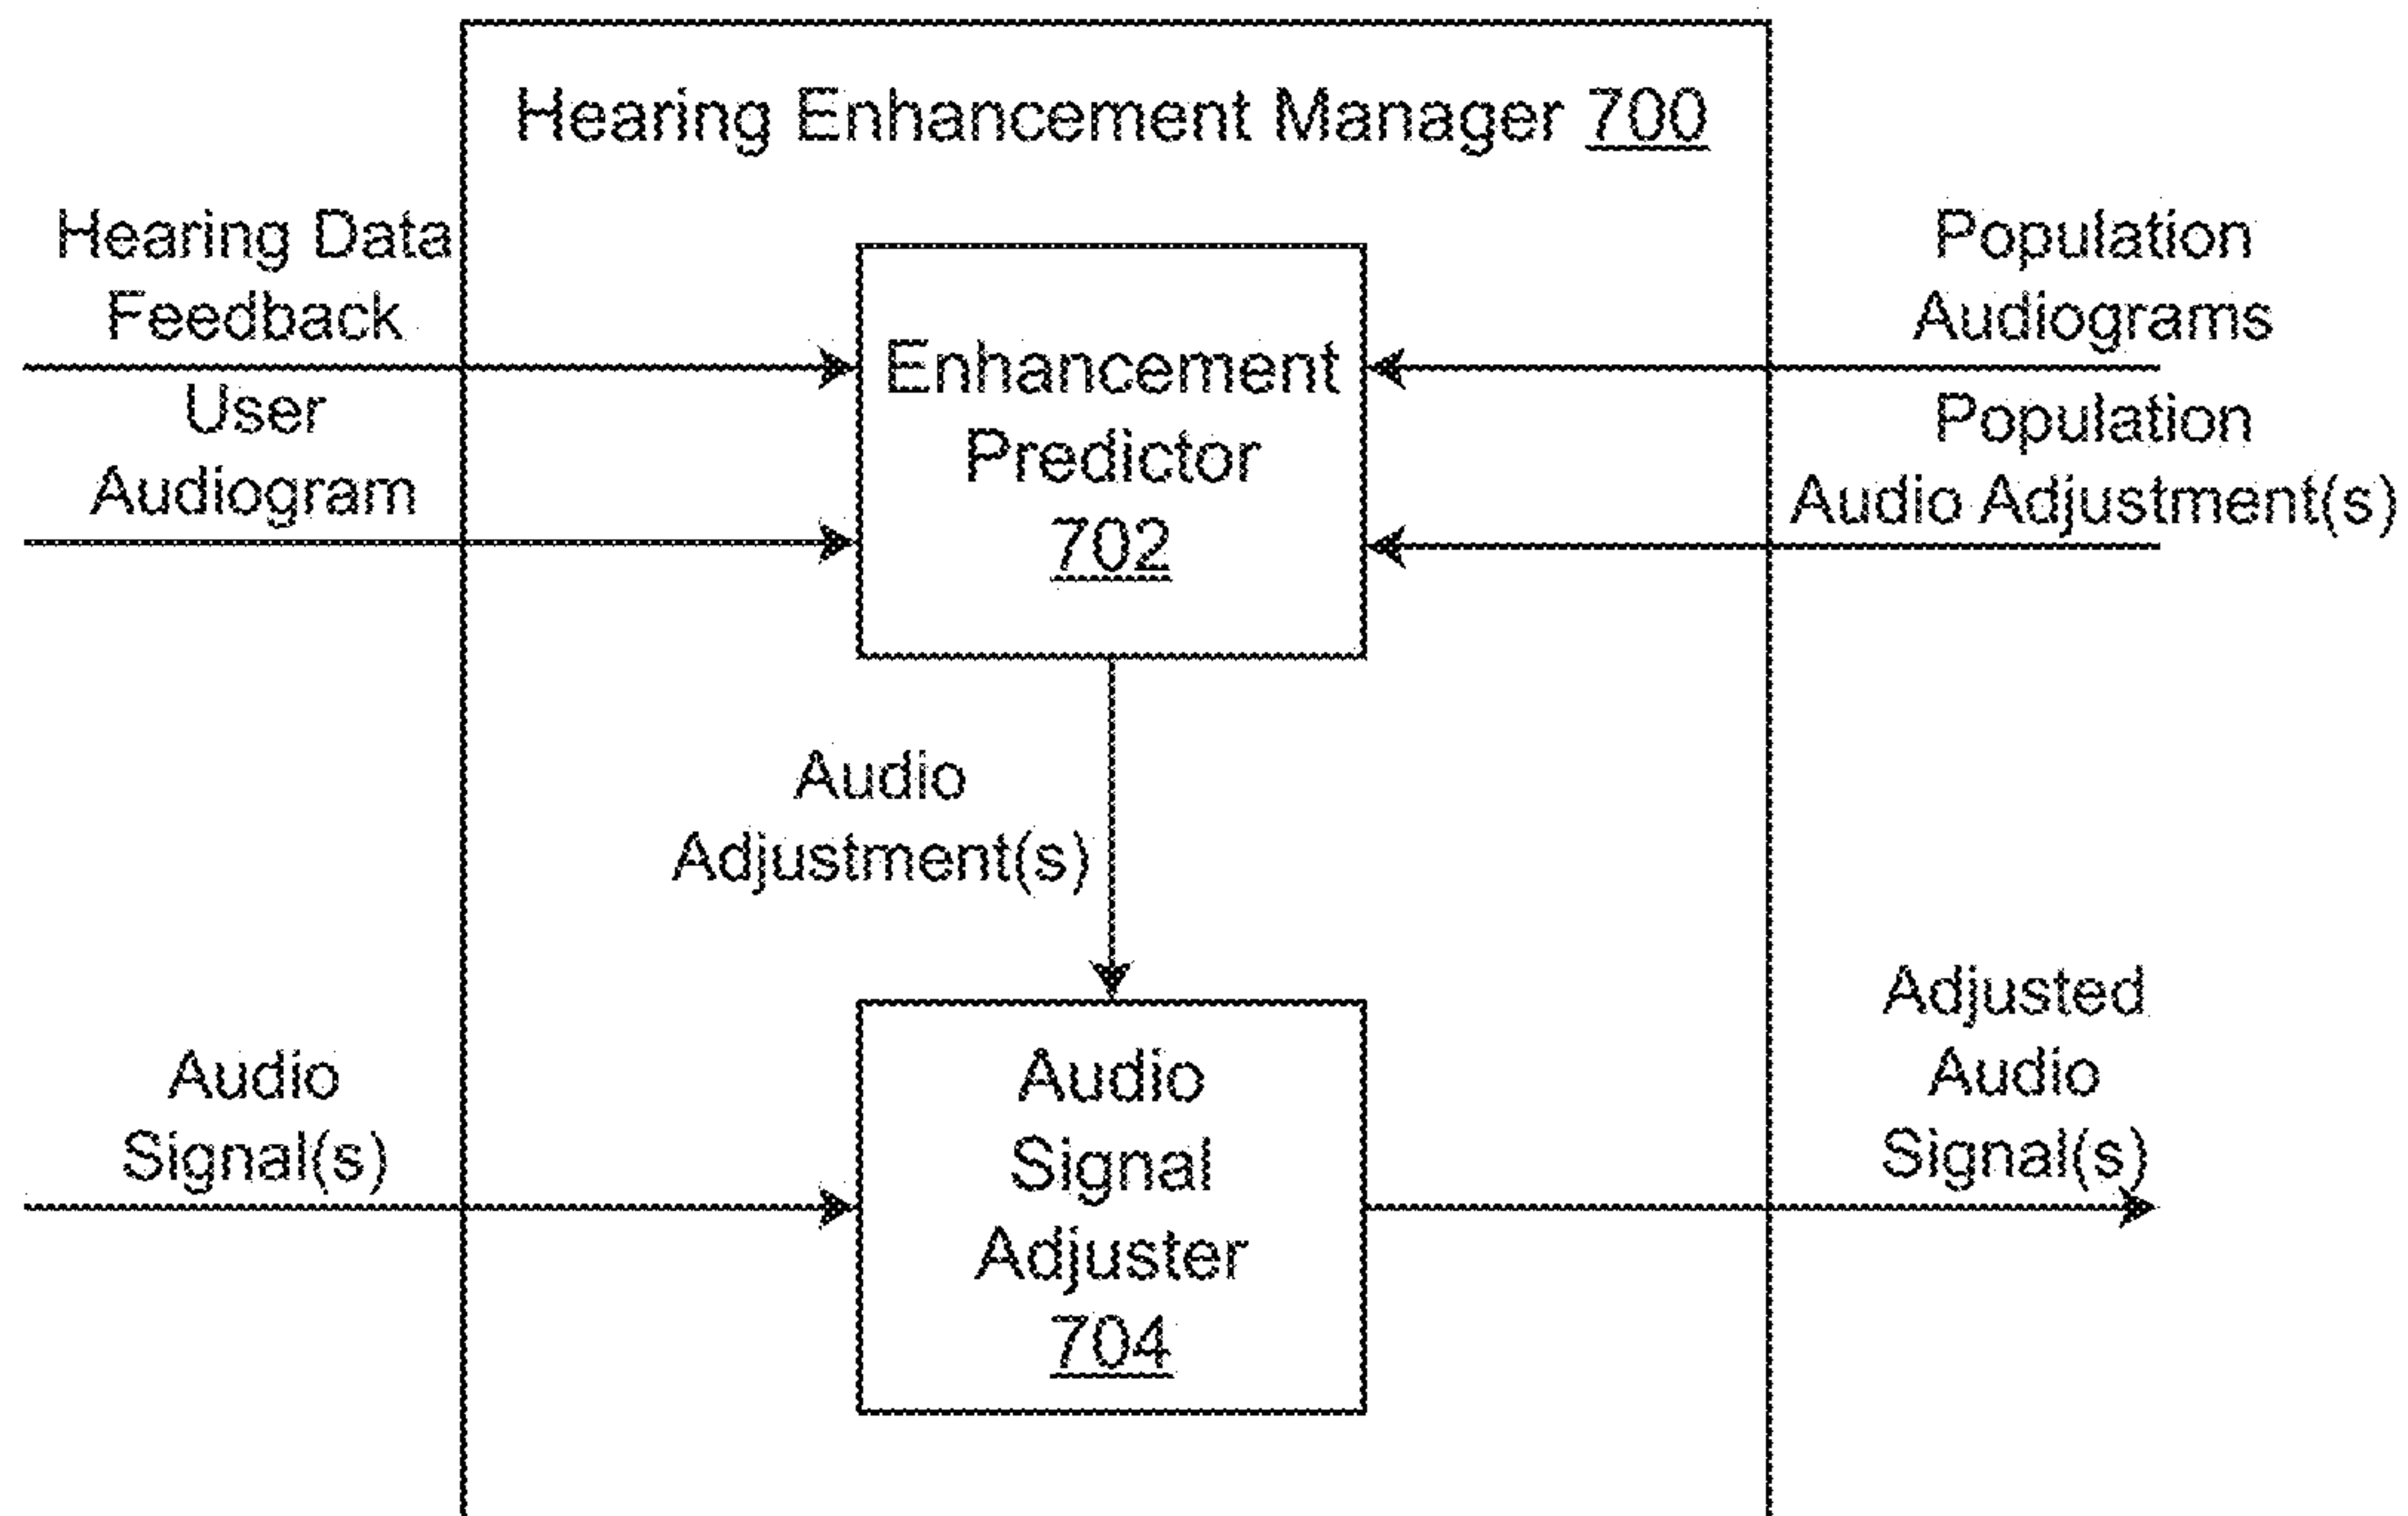 Hearing Enhancement Manager 700
Hearing Data
Feedback
User
Audiogram
Enhancement
Predictor
702
Population
Audiograms
Population
Audio Adjustment(s)
Audio
Adjustment(s)
Audio
Signal(s)
Audio
Signal
Adjuster
704
Adjusted
Audio
Signal(s)